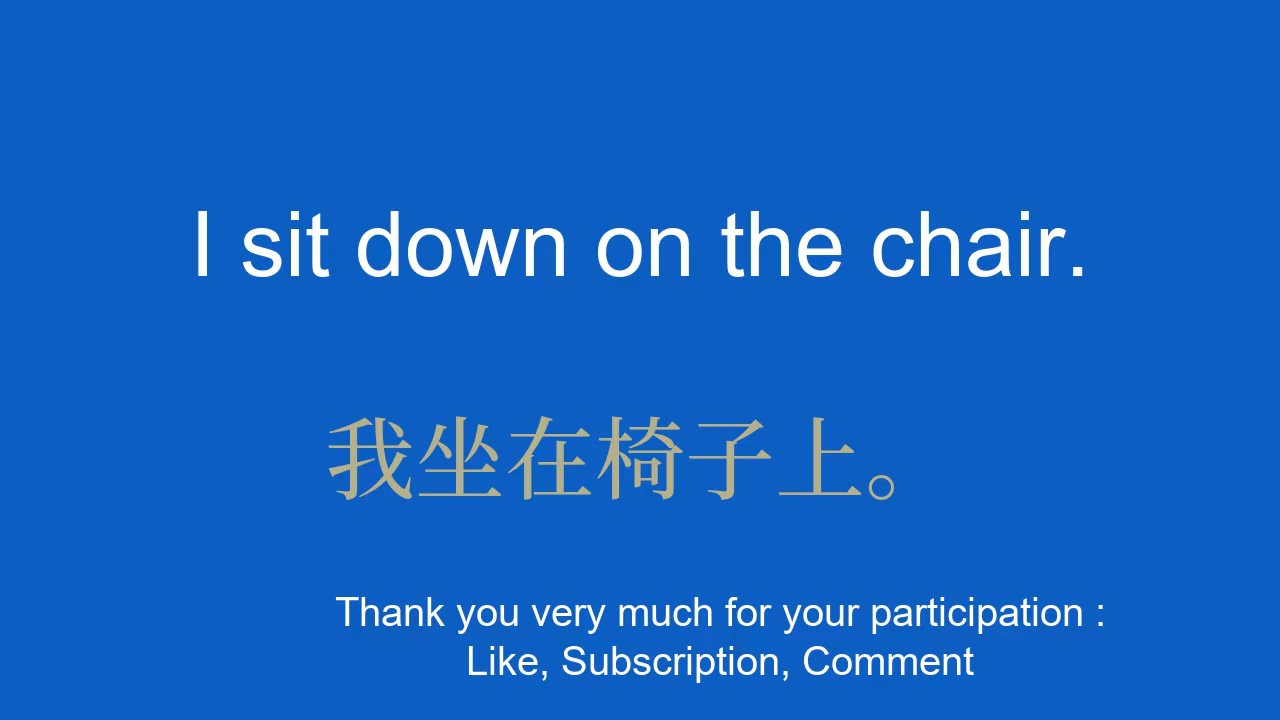 I sit down on the chair.
我坐在椅子上。
Thank you very much for your participation :
Like, Subscription, Comment